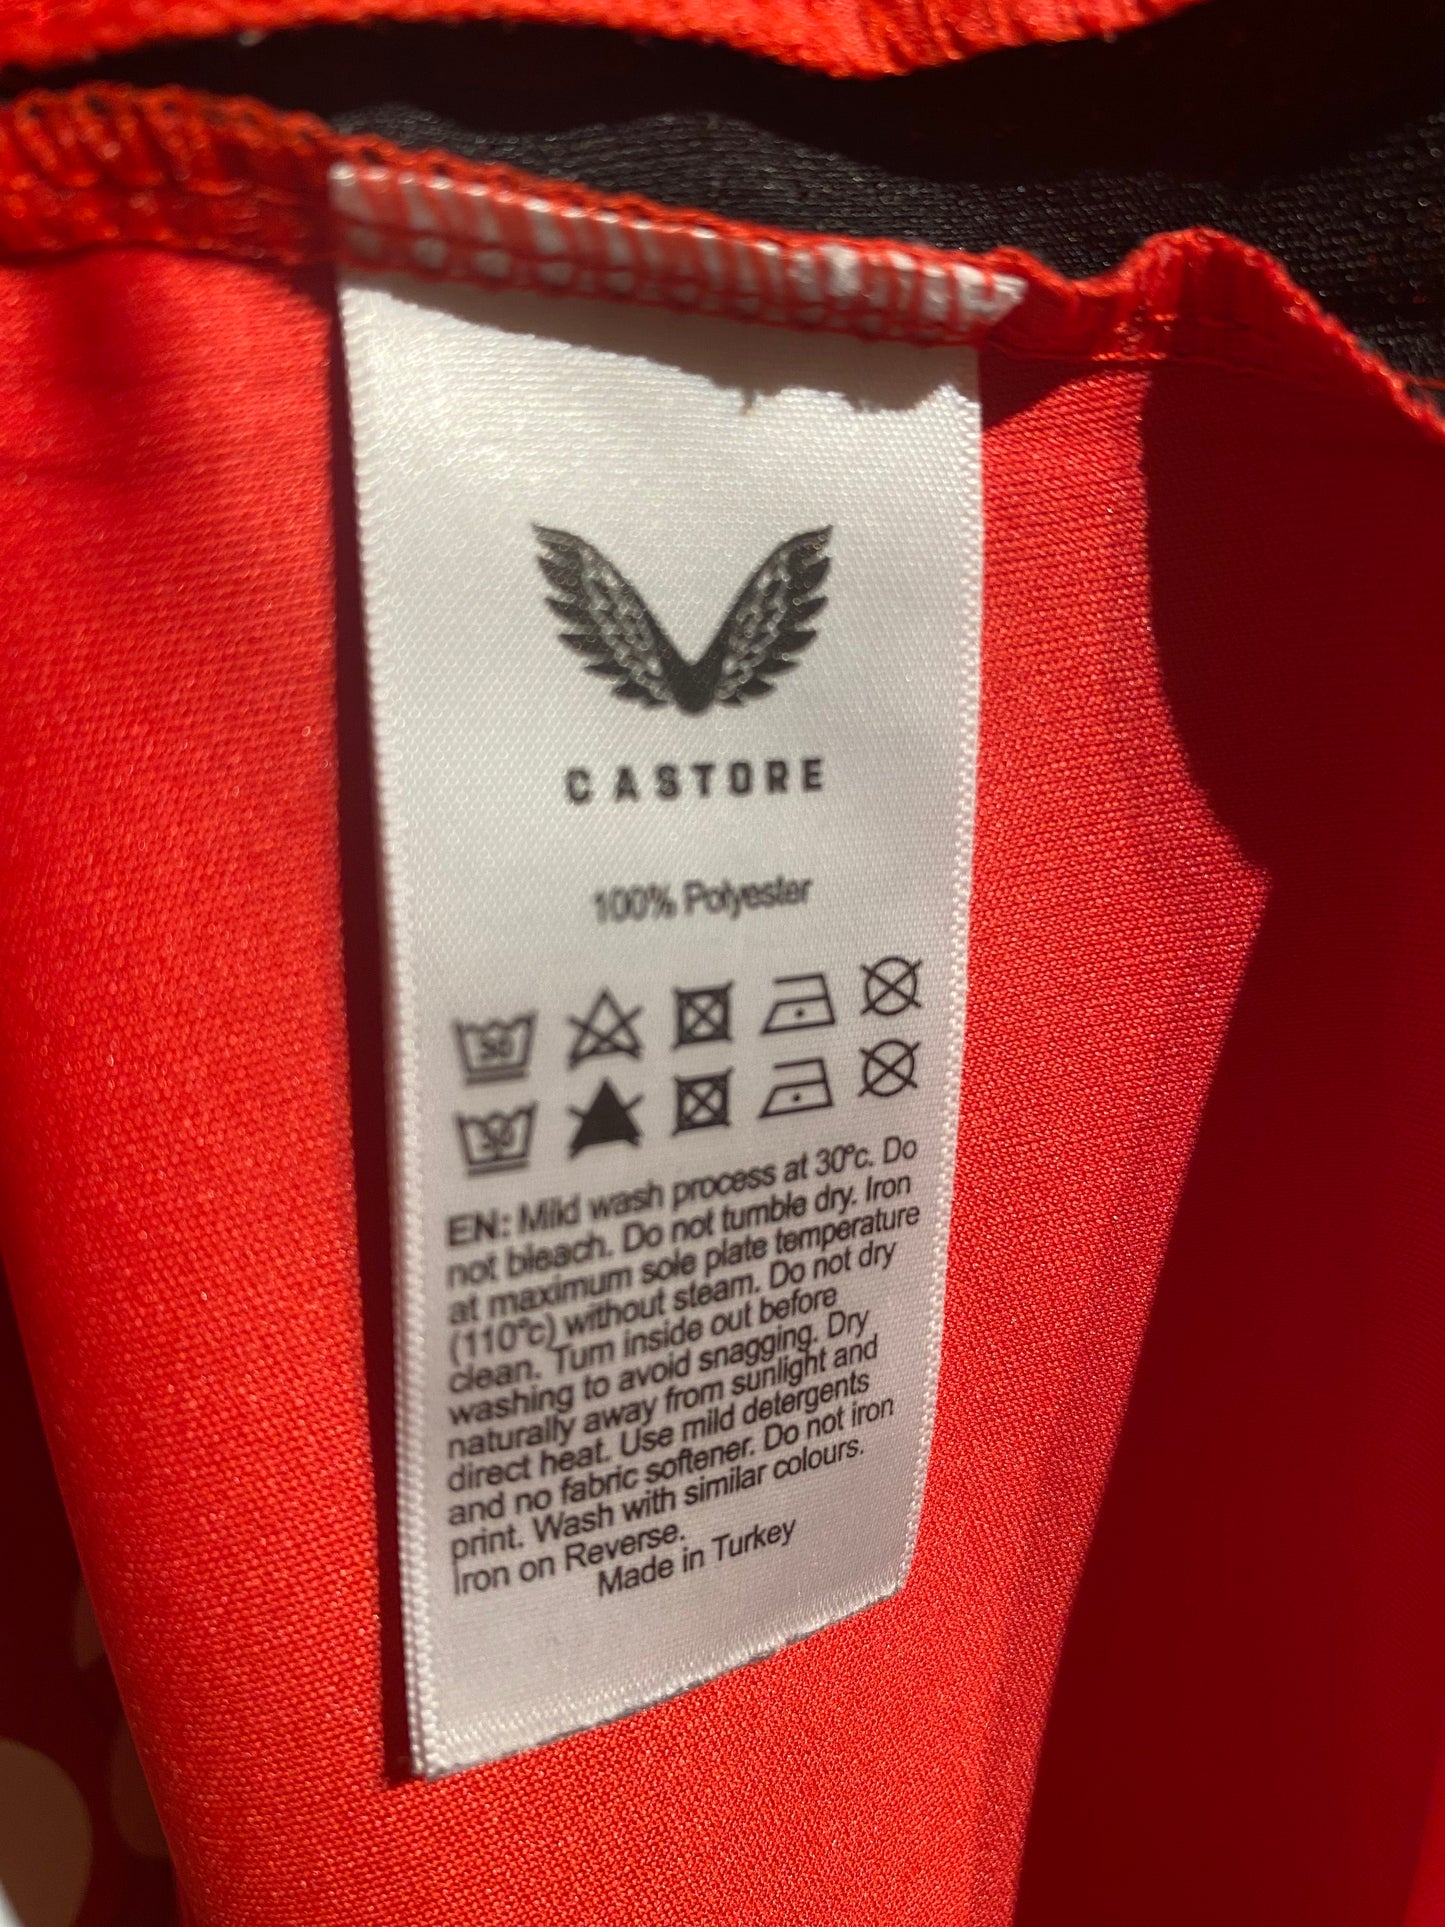 CASTORE
100% Polyester
30
30
EN: Mild wash process at 30°c. Do
not bleach. Do not tumble dry. Iron
at maximum sole plate temperature
(110°c) without steam. Do not dry
clean. Turn inside out before
washing to avoid snagging. Dry
naturally away from sunlight and
direct heat. Use mild detergents
and no fabric softener. Do not iron
print. Wash with similar colours.
Iron on Reverse.
Made in Turkey